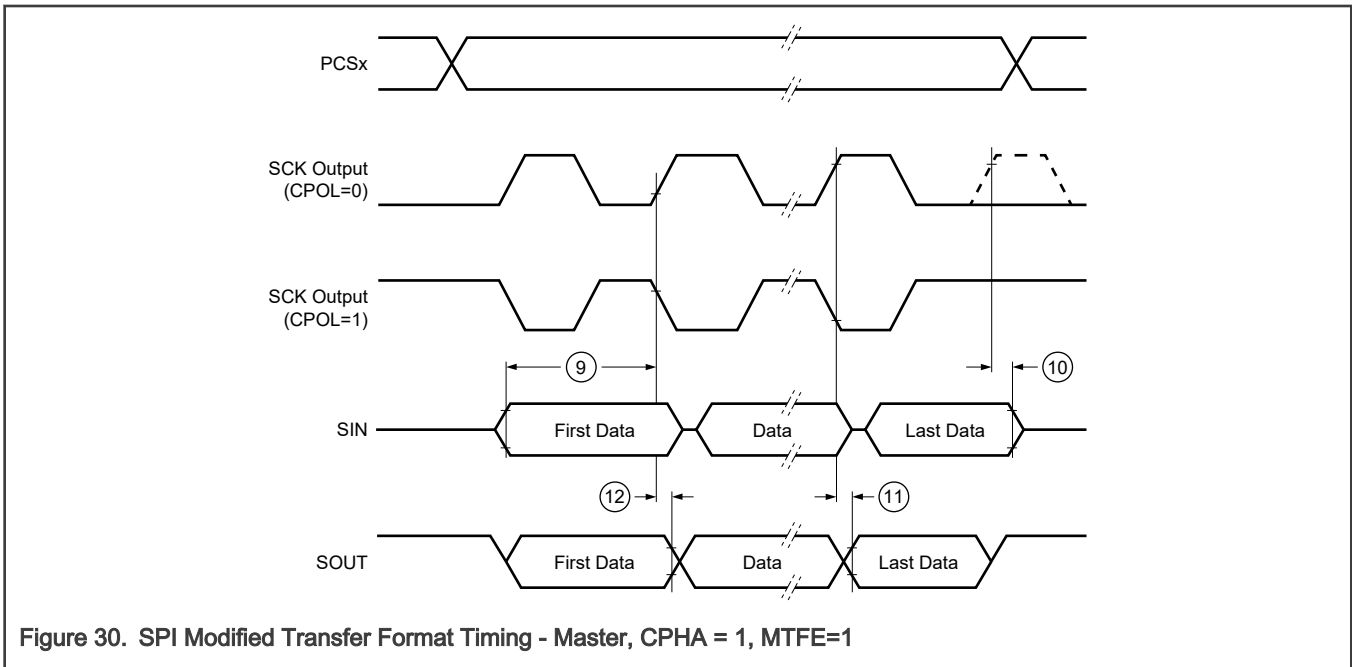 PCSx
SCK Output
(CPOL=0)
SCK Output
(CPOL=1)
9
10
SIN
First Data
Data
Last Data
12
11
SOUT
First Data
Data
Last Data
Figure 30. SPI Modified Transfer Format Timing - Master, CPHA = 1, MTFE=1